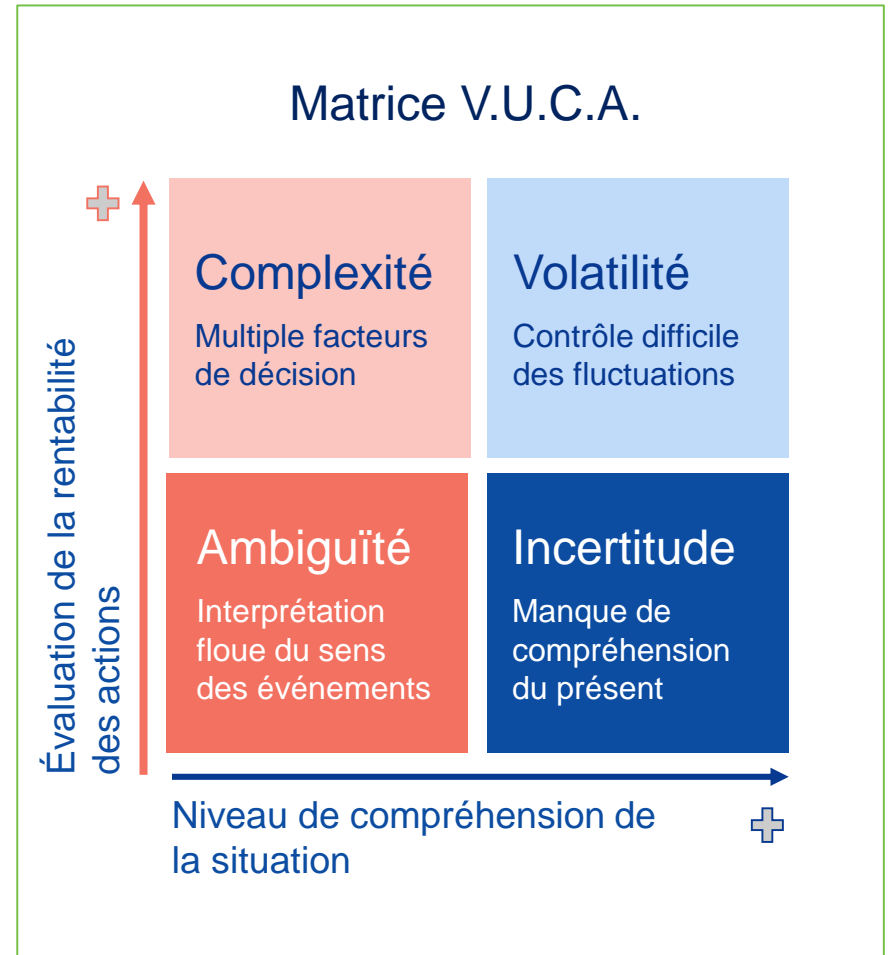 Matrice V.U.C.A.
Complexité
Multiple facteurs
de décision
Volatilité
Contrôle difficile
des fluctuations
Ambiguïté
Interprétation
floue du sens
des événements
Incertitude
Manque de
compréhension
du présent
Évaluation de la rentabilité
des actions
Niveau de compréhension de
la situation